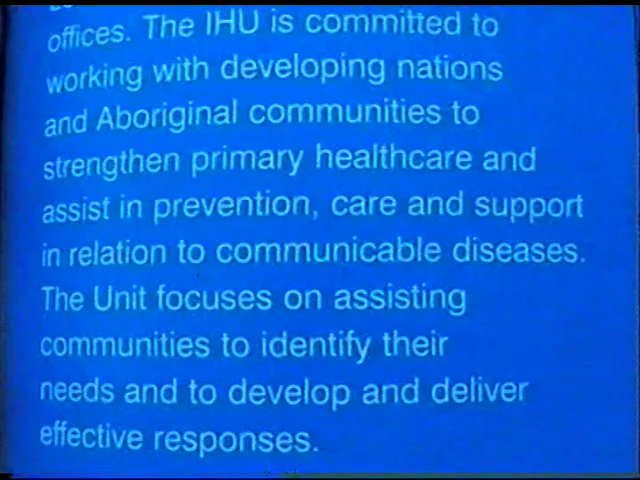 offices. The IHU is committed to
working with developing nations
and Aboriginal communities to
strengthen primary healthcare and
assist in prevention, care and support
in relation to communicable diseases.
The Unit focuses on assisting
communities to identify their
needs and to develop and deliver
effective responses.